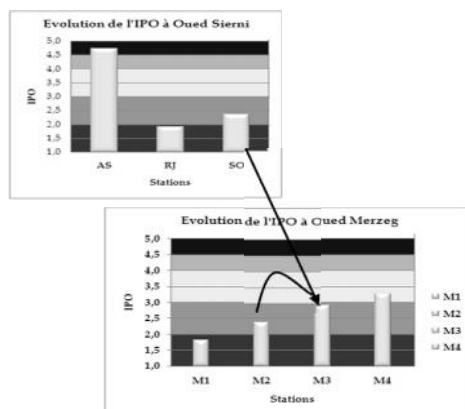 Evolution de l'IPO à Oued Sierni
5,0
4,5
4,0
3,5
3,0
2,5
2,0
1,5
1,0
IPO
AS RJ SO
Stations
Evolution de l'IPO à Oued Merzeg
5,0
4,5
4,0
3,5
3,0
2,5
2,0
1,5
1,0
IPO
M1 M2 M3 M4
Stations
M1
M2
M3
M4